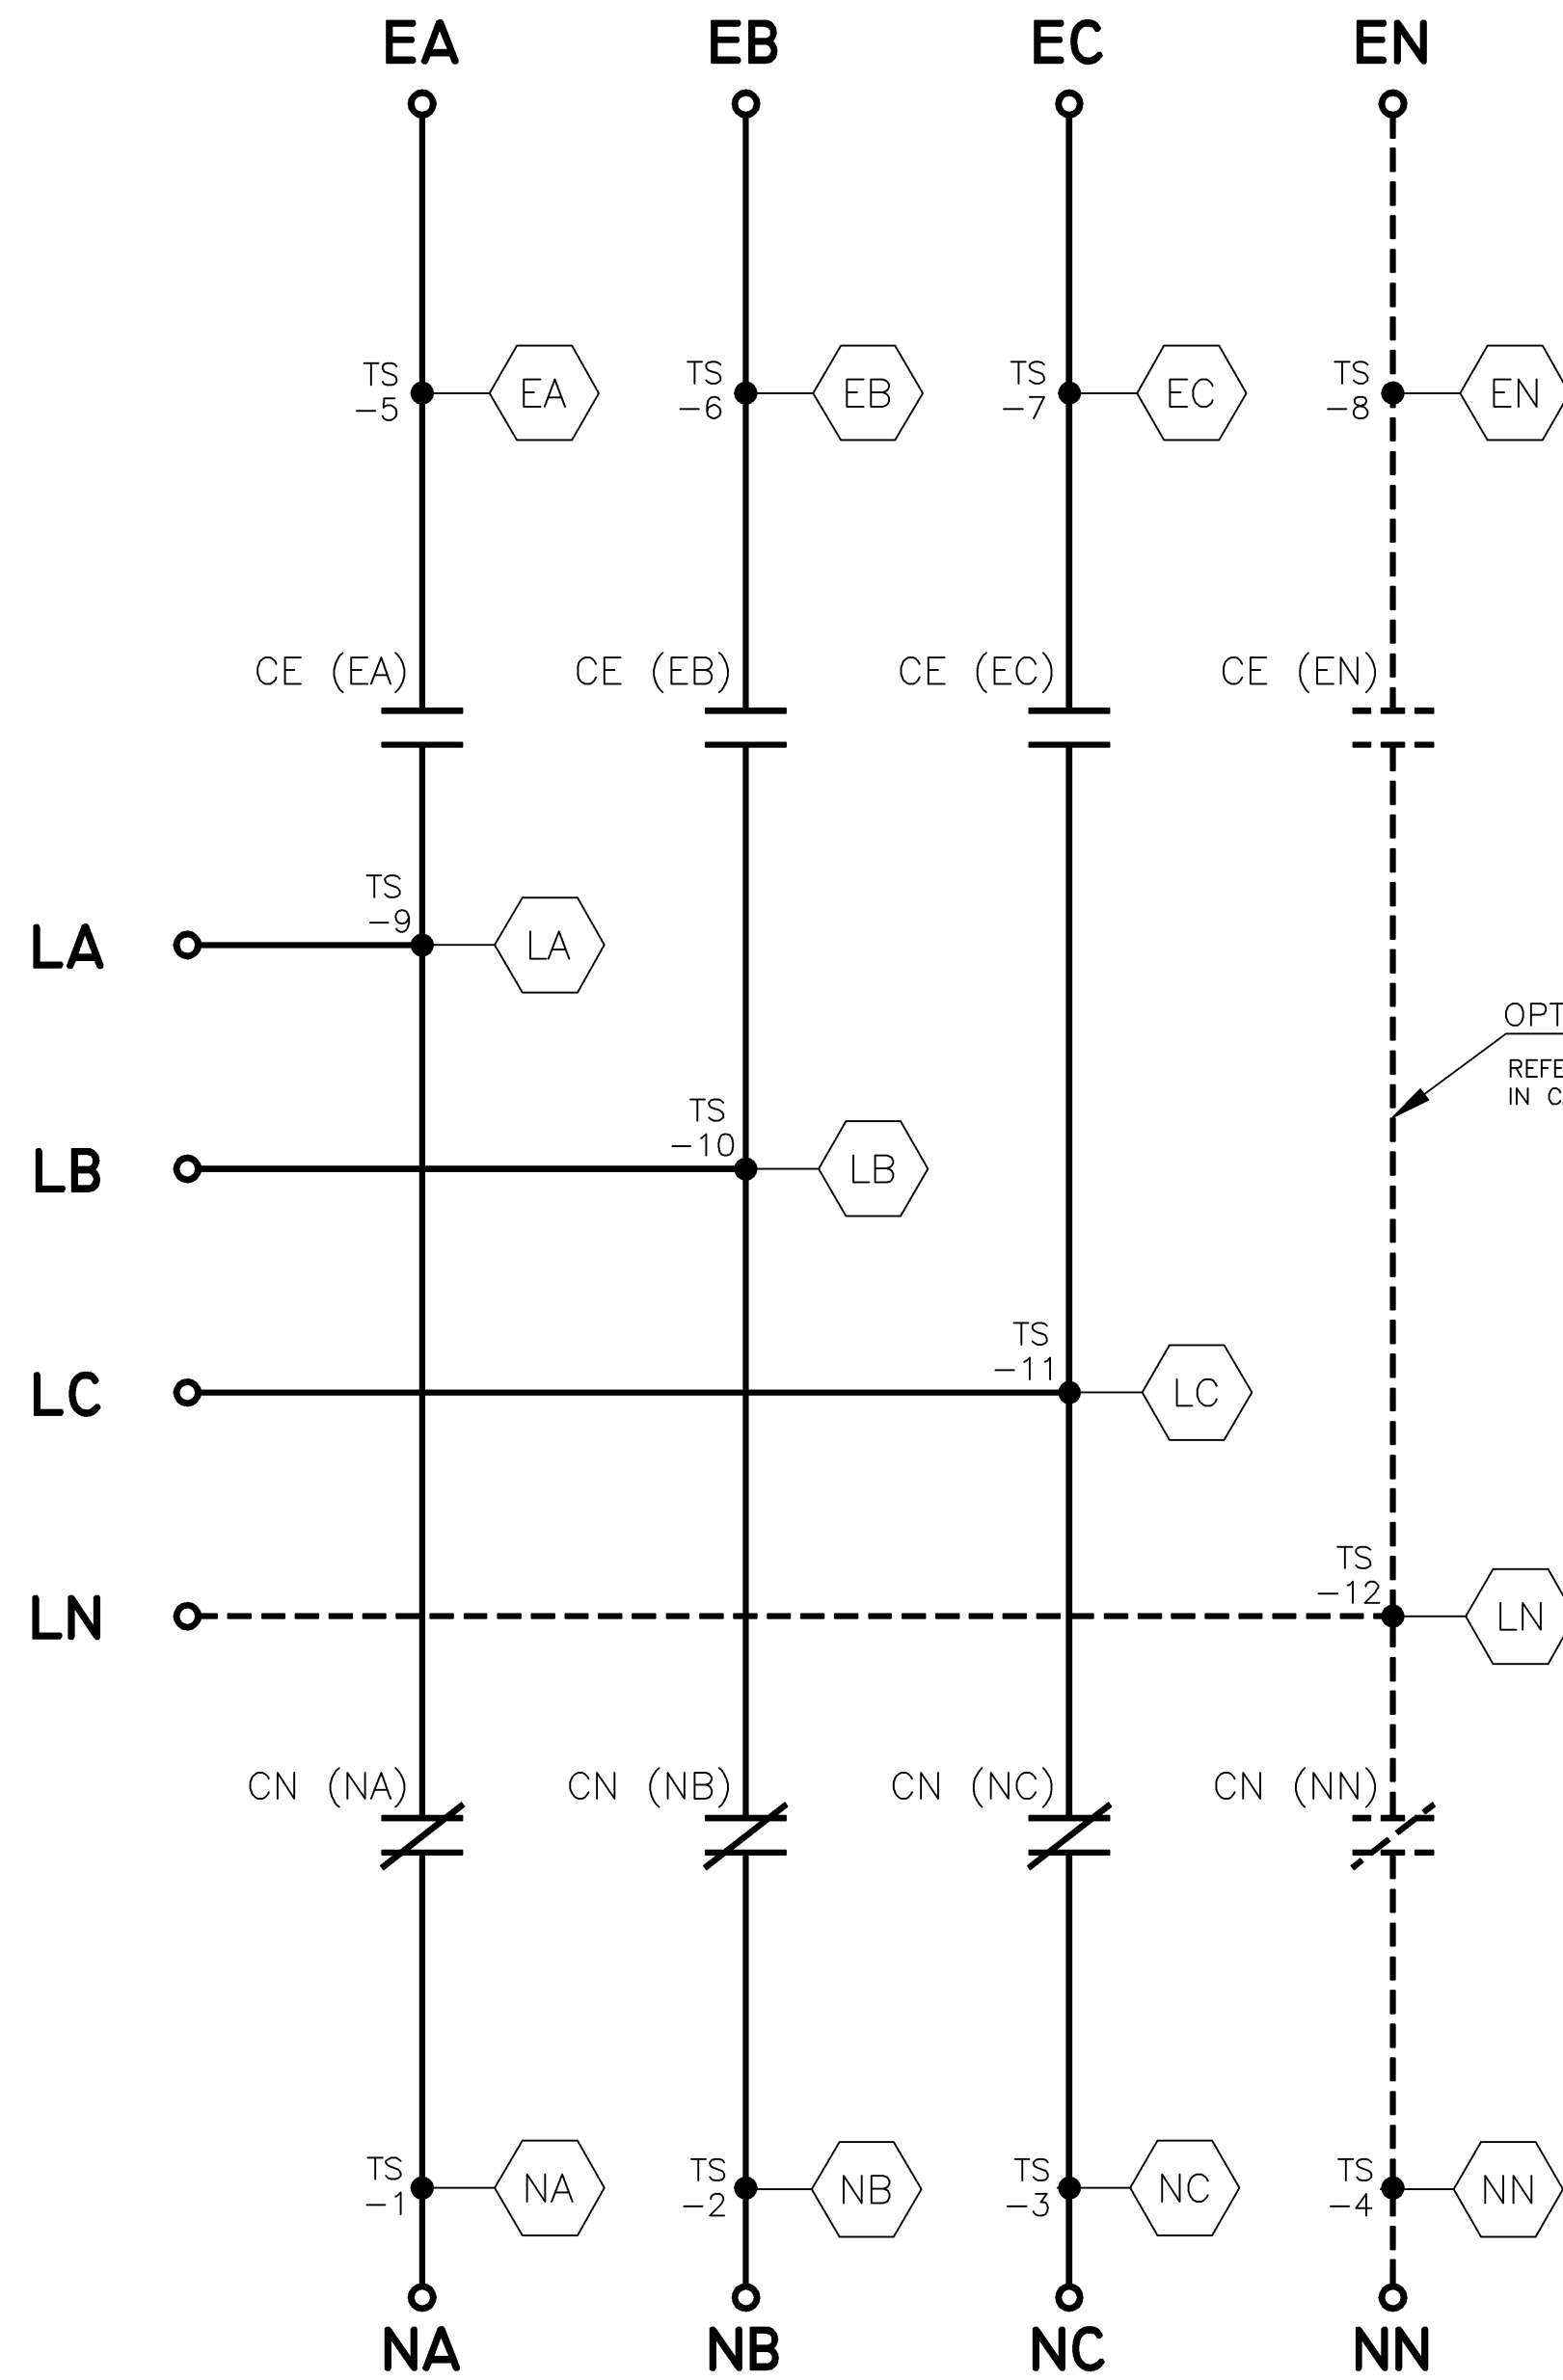 EA EB EC EN
TS TS TS TS
-5 EA -6 EB -7 EC -8 EN
CE (EA) CE (EB) CE (EC) CE (EN)
TS
-9
LA LA
OPT
REFE
IN C
TS
-10
LB LB
TS
-11
LC LC
TS
-12
LN LN
CN (NA) CN (NB) CN (NC) CN (NN)
TS TS TS TS
-1 NA -2 NB -3 NC -4 NN
NA NB NC NN